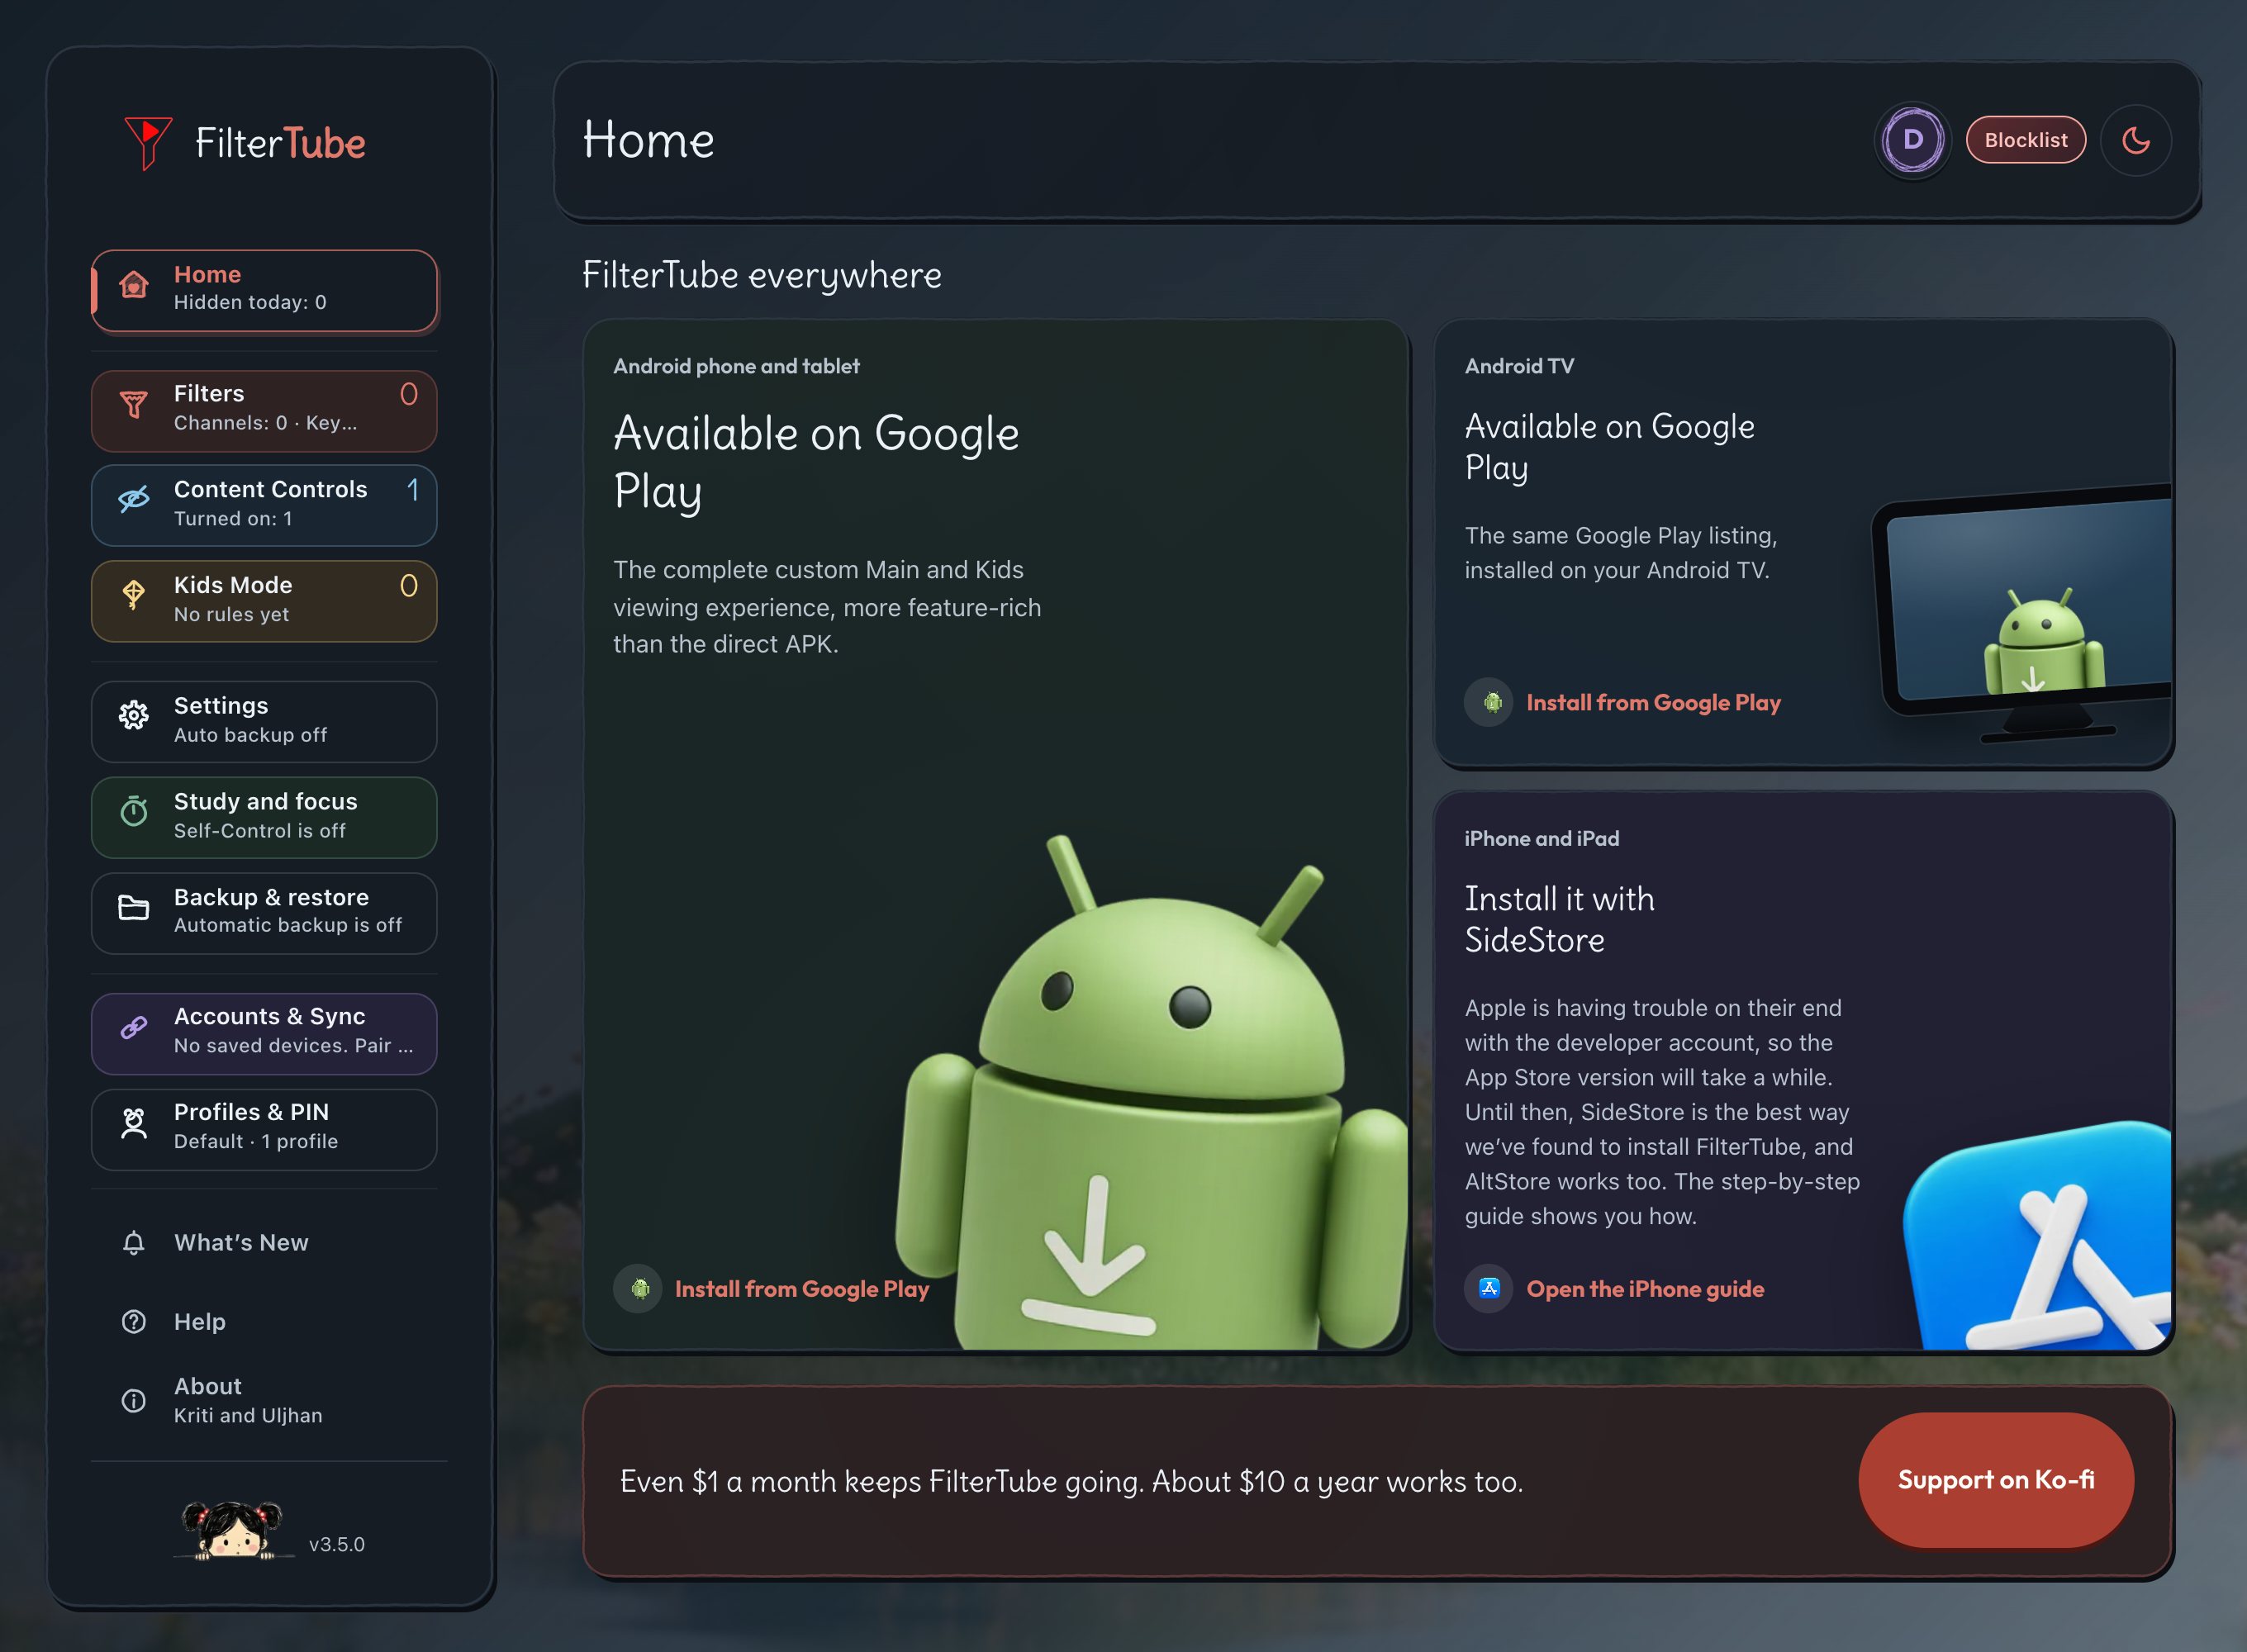 FilterTube
Home
Hidden today: 0
Filters
0
Channels: 0 · Key...
Content Controls
1
Turned on: 1
Kids Mode
0
No rules yet
Settings
Auto backup off
Study and focus
Self-Control is off
Backup & restore
Automatic backup is off
Accounts & Sync
No saved devices. Pair ...
Profiles & PIN
Default · 1 profile
What’s New
Help
About
Kriti and Uljhan
v3.5.0
Home
D
Blocklist
FilterTube everywhere
Android phone and tablet
Available on Google
Play
The complete custom Main and Kids
viewing experience, more feature-rich
than the direct APK.
Install from Google Play
Android TV
Available on Google
Play
The same Google Play listing,
installed on your Android TV.
Install from Google Play
iPhone and iPad
Install it with
SideStore
Apple is having trouble on their end
with the developer account, so the
App Store version will take a while.
Until then, SideStore is the best way
we’ve found to install FilterTube, and
AltStore works too. The step-by-step
guide shows you how.
Open the iPhone guide
Even $1 a month keeps FilterTube going. About $10 a year works too.
Support on Ko-fi